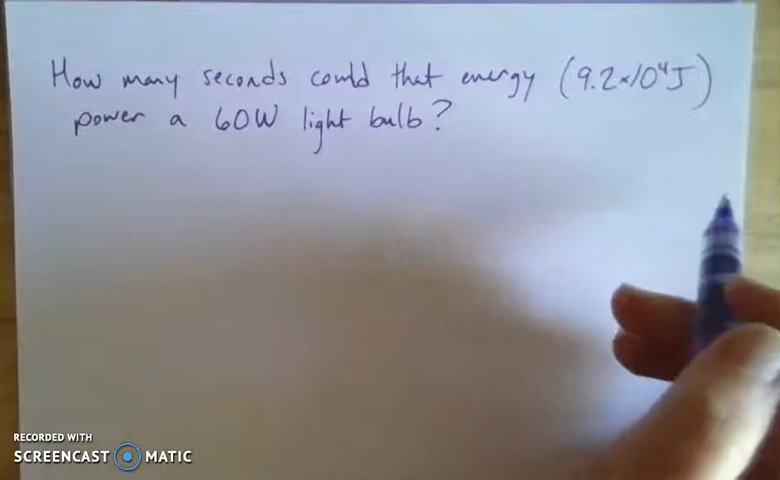 How many seconds could that energy (9.2×10⁴J)
power a 60W light bulb?
RECORDED WITH
SCREENCAST MATIC